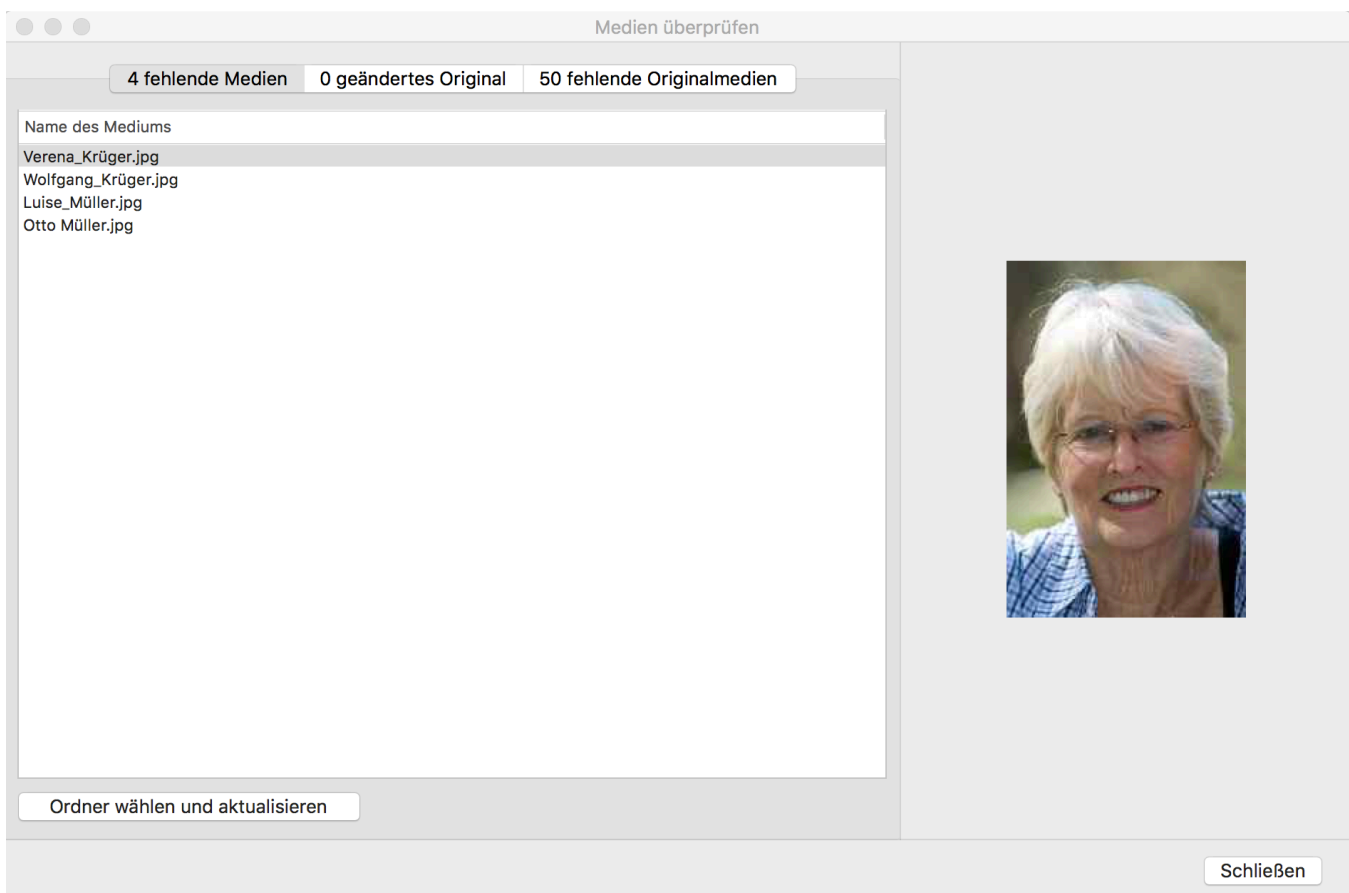 Medien überprüfen
4 fehlende Medien 0 geändertes Original 50 fehlende Originalmedien
Name des Mediums
Verena_Krüger.jpg
Wolfgang_Krüger.jpg
Luise_Müller.jpg
Otto Müller.jpg
Ordner wählen und aktualisieren
Schließen